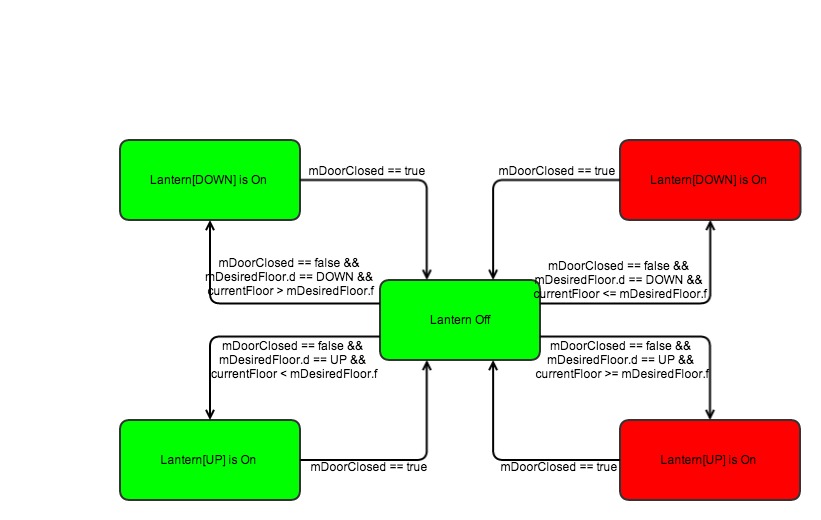 mDoorClosed == true
mDoorClosed == true
Lantern[DOWN] is On
Lantern[DOWN] is On
mDoorClosed == false &&
mDesiredFloor.d == DOWN &&
currentFloor > mDesiredFloor.f
mDoorClosed == false &&
mDesiredFloor.d == DOWN &&
currentFloor <= mDesiredFloor.f
Lantern Off
mDoorClosed == false &&
mDesiredFloor.d == UP &&
currentFloor < mDesiredFloor.f
mDoorClosed == false &&
mDesiredFloor.d == UP &&
currentFloor >= mDesiredFloor.f
Lantern[UP] is On
Lantern[UP] is On
mDoorClosed == true
mDoorClosed == true